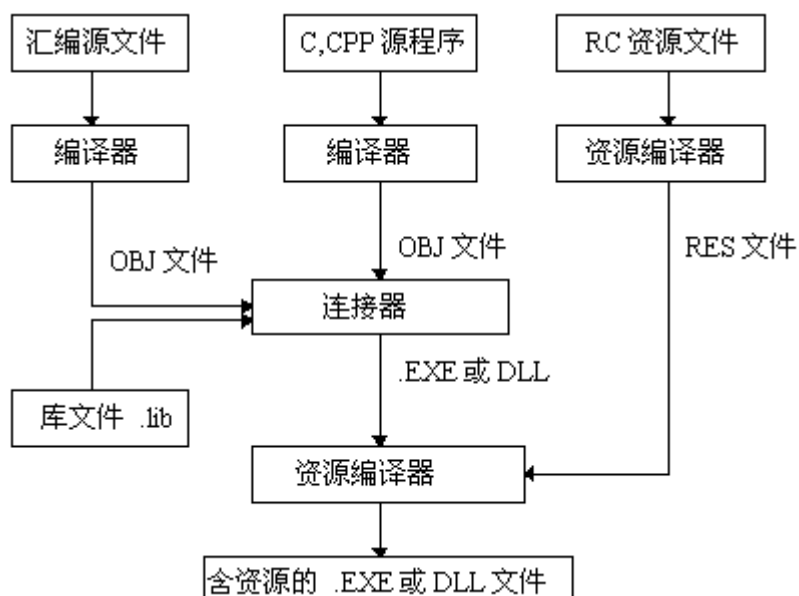 汇编源文件
C,CPP 源程序
RC 资源文件
编译器
编译器
资源编译器
OBJ 文件
OBJ 文件
RES 文件
连接器
.EXE 或 DLL
库文件 .lib
资源编译器
含资源的 .EXE 或 DLL 文件